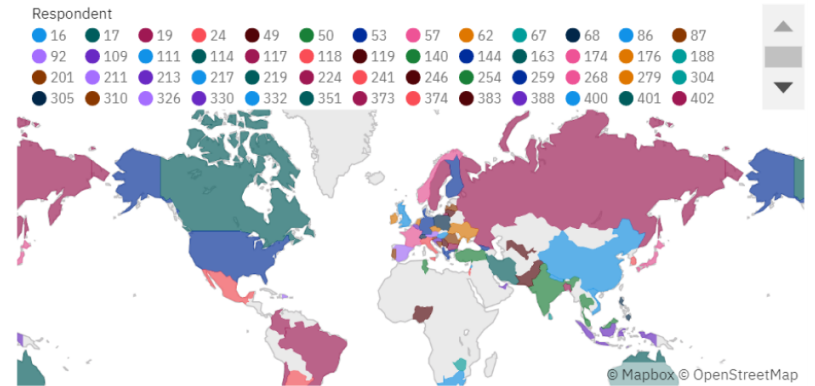 Respondent
16 17 19 24 49 50 53 57 62 67 68 86 87
92 109 111 114 117 118 119 140 144 163 174 176 188
201 211 213 217 219 224 241 246 254 259 268 279 304
305 310 326 330 332 351 373 374 383 388 400 401 402
© Mapbox © OpenStreetMap